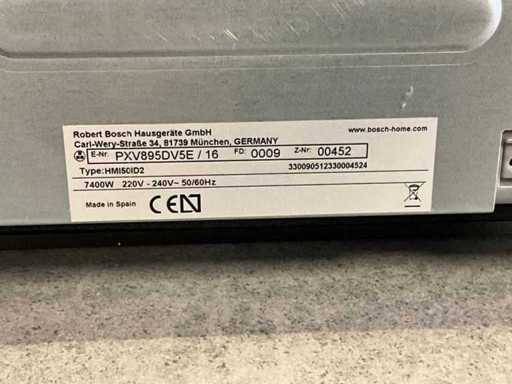 Robert Bosch Hausgeräte GmbH
www.bosch-home.com
Carl-Wery-Straße 34, 81739 München, GERMANY
E-Nr. PXV895DV5E / 16 FD: 0009 Z-Nr: 00452
Type:HMI50ID2 330090512330004524
7400W 220V - 240V~ 50/60Hz
Made in Spain CE N